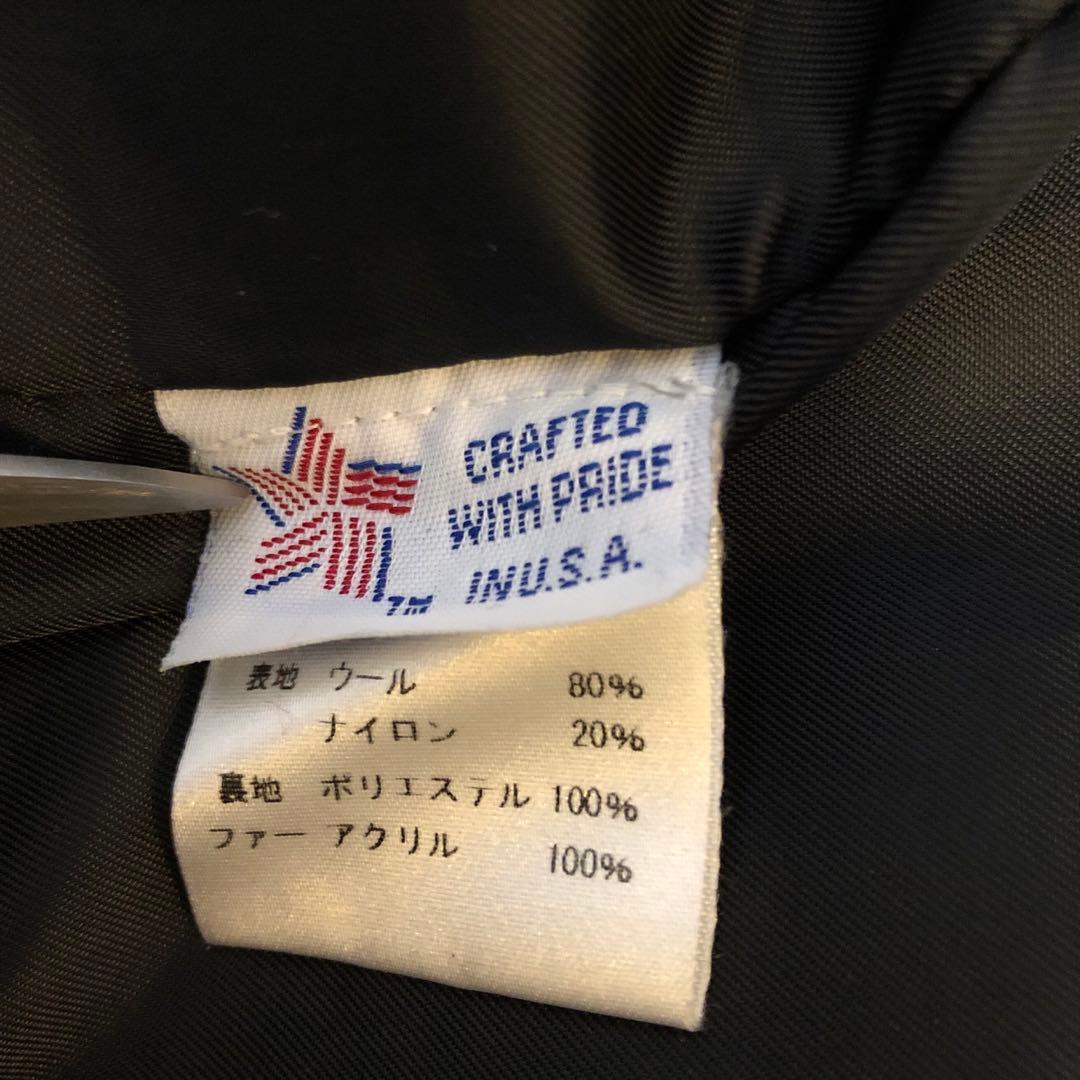 CRAFTED
WITH PRIDE
IN U.S.A.
TM
表地 ウール 80%
ナイロン 20%
裏地 ポリエステル 100%
ファー アクリル 100%